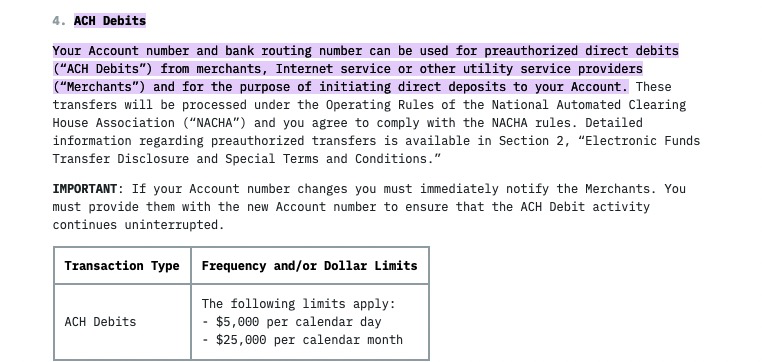 4. ACH Debits
Your Account number and bank routing number can be used for preauthorized direct debits
(“ACH Debits”) from merchants, Internet service or other utility service providers
(“Merchants”) and for the purpose of initiating direct deposits to your Account. These
transfers will be processed under the Operating Rules of the National Automated Clearing
House Association (“NACHA”) and you agree to comply with the NACHA rules. Detailed
information regarding preauthorized transfers is available in Section 2, “Electronic Funds
Transfer Disclosure and Special Terms and Conditions.”
IMPORTANT: If your Account number changes you must immediately notify the Merchants. You
must provide them with the new Account number to ensure that the ACH Debit activity
continues uninterrupted.
Transaction Type Frequency and/or Dollar Limits
The following limits apply:
ACH Debits - $5,000 per calendar day
- $25,000 per calendar month